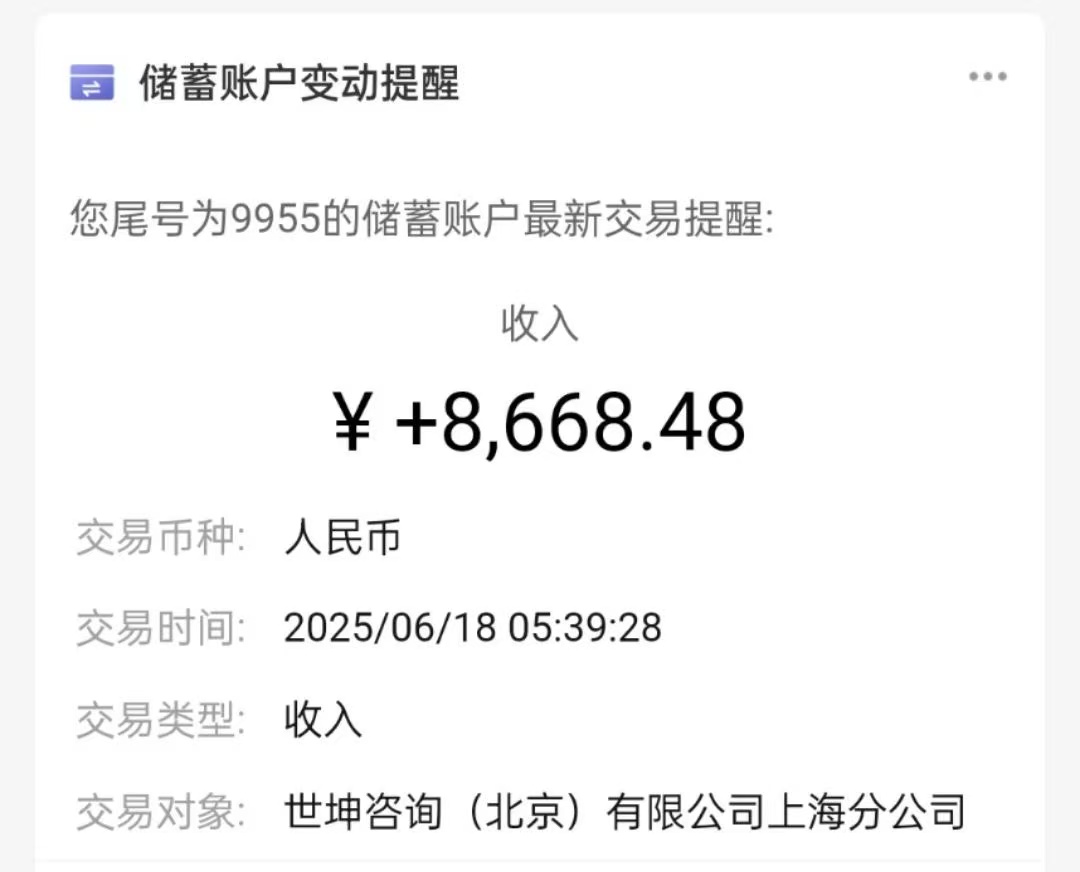 储蓄账户变动提醒
您尾号为9955的储蓄账户最新交易提醒:
收入
¥ +8,668.48
交易币种: 人民币
交易时间: 2025/06/18 05:39:28
交易类型: 收入
交易对象: 世坤咨询（北京）有限公司上海分公司